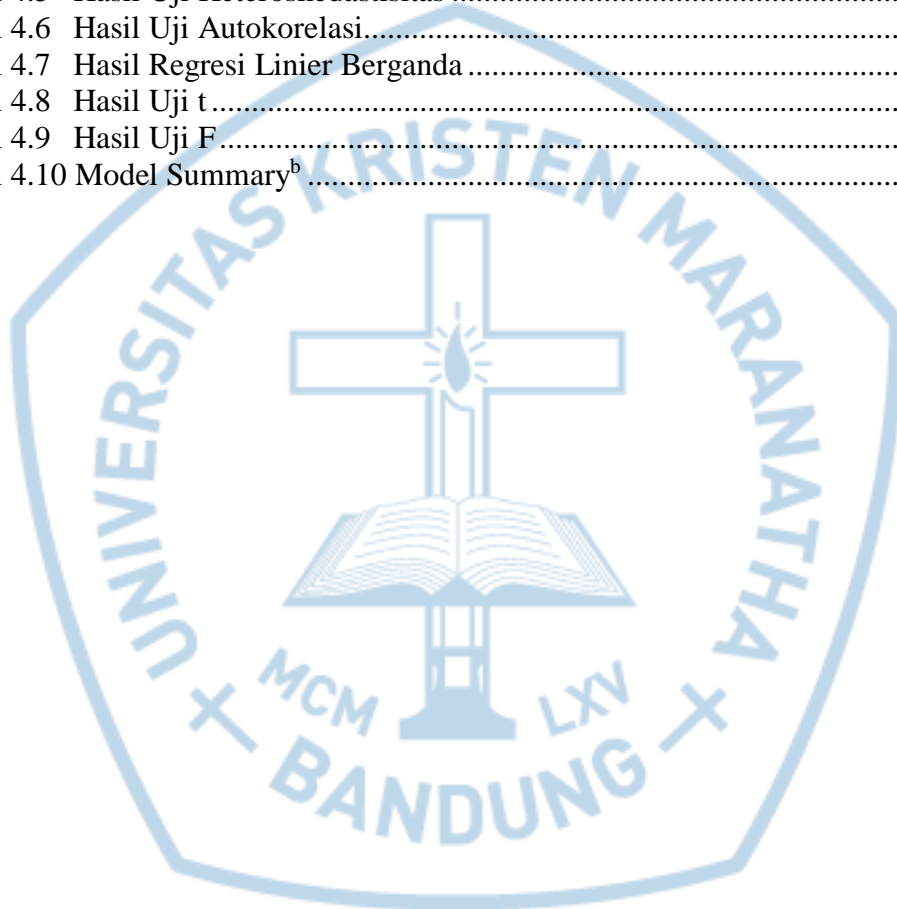 4.6 Hasil Uji Autokorelasi
4.7 Hasil Regresi Linier Berganda
4.8 Hasil Uji t
4.9 Hasil Uji F
4.10 Model Summaryᵇ
UNIVERSITAS KRISTEN MARANATHA
MCM LXV
BANDUNG